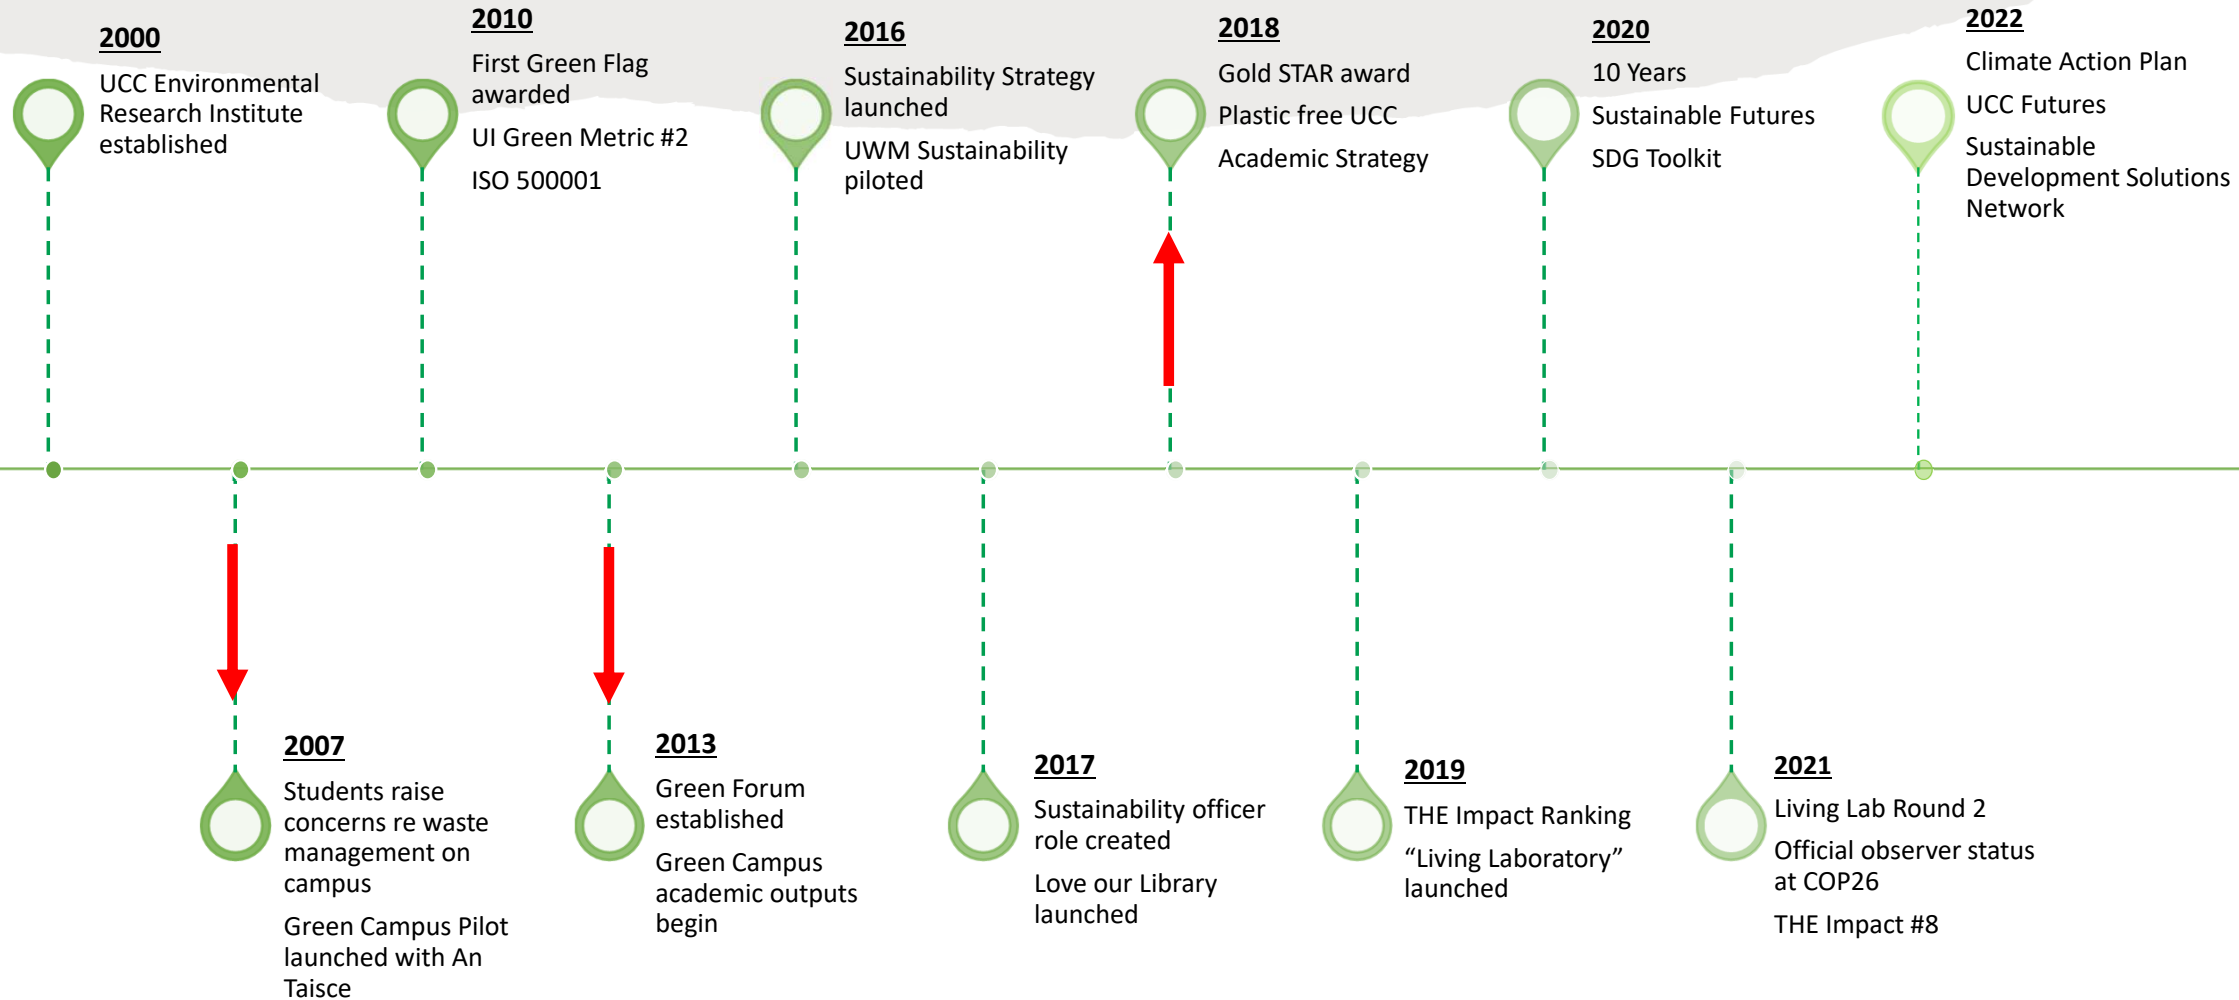 2000
UCC Environmental
Research Institute
established
2010
First Green Flag
awarded
UI Green Metric #2
ISO 500001
2016
Sustainability Strategy
launched
UWM Sustainability
piloted
2018
Gold STAR award
Plastic free UCC
Academic Strategy
2020
10 Years
Sustainable Futures
SDG Toolkit
2022
Climate Action Plan
UCC Futures
Sustainable
Development Solutions
Network
2007
Students raise
concerns re waste
management on
campus
Green Campus Pilot
launched with An
Taisce
2013
Green Forum
established
Green Campus
academic outputs
begin
2017
Sustainability officer
role created
Love our Library
launched
2019
THE Impact Ranking
“Living Laboratory”
launched
2021
Living Lab Round 2
Official observer status
at COP26
THE Impact #8